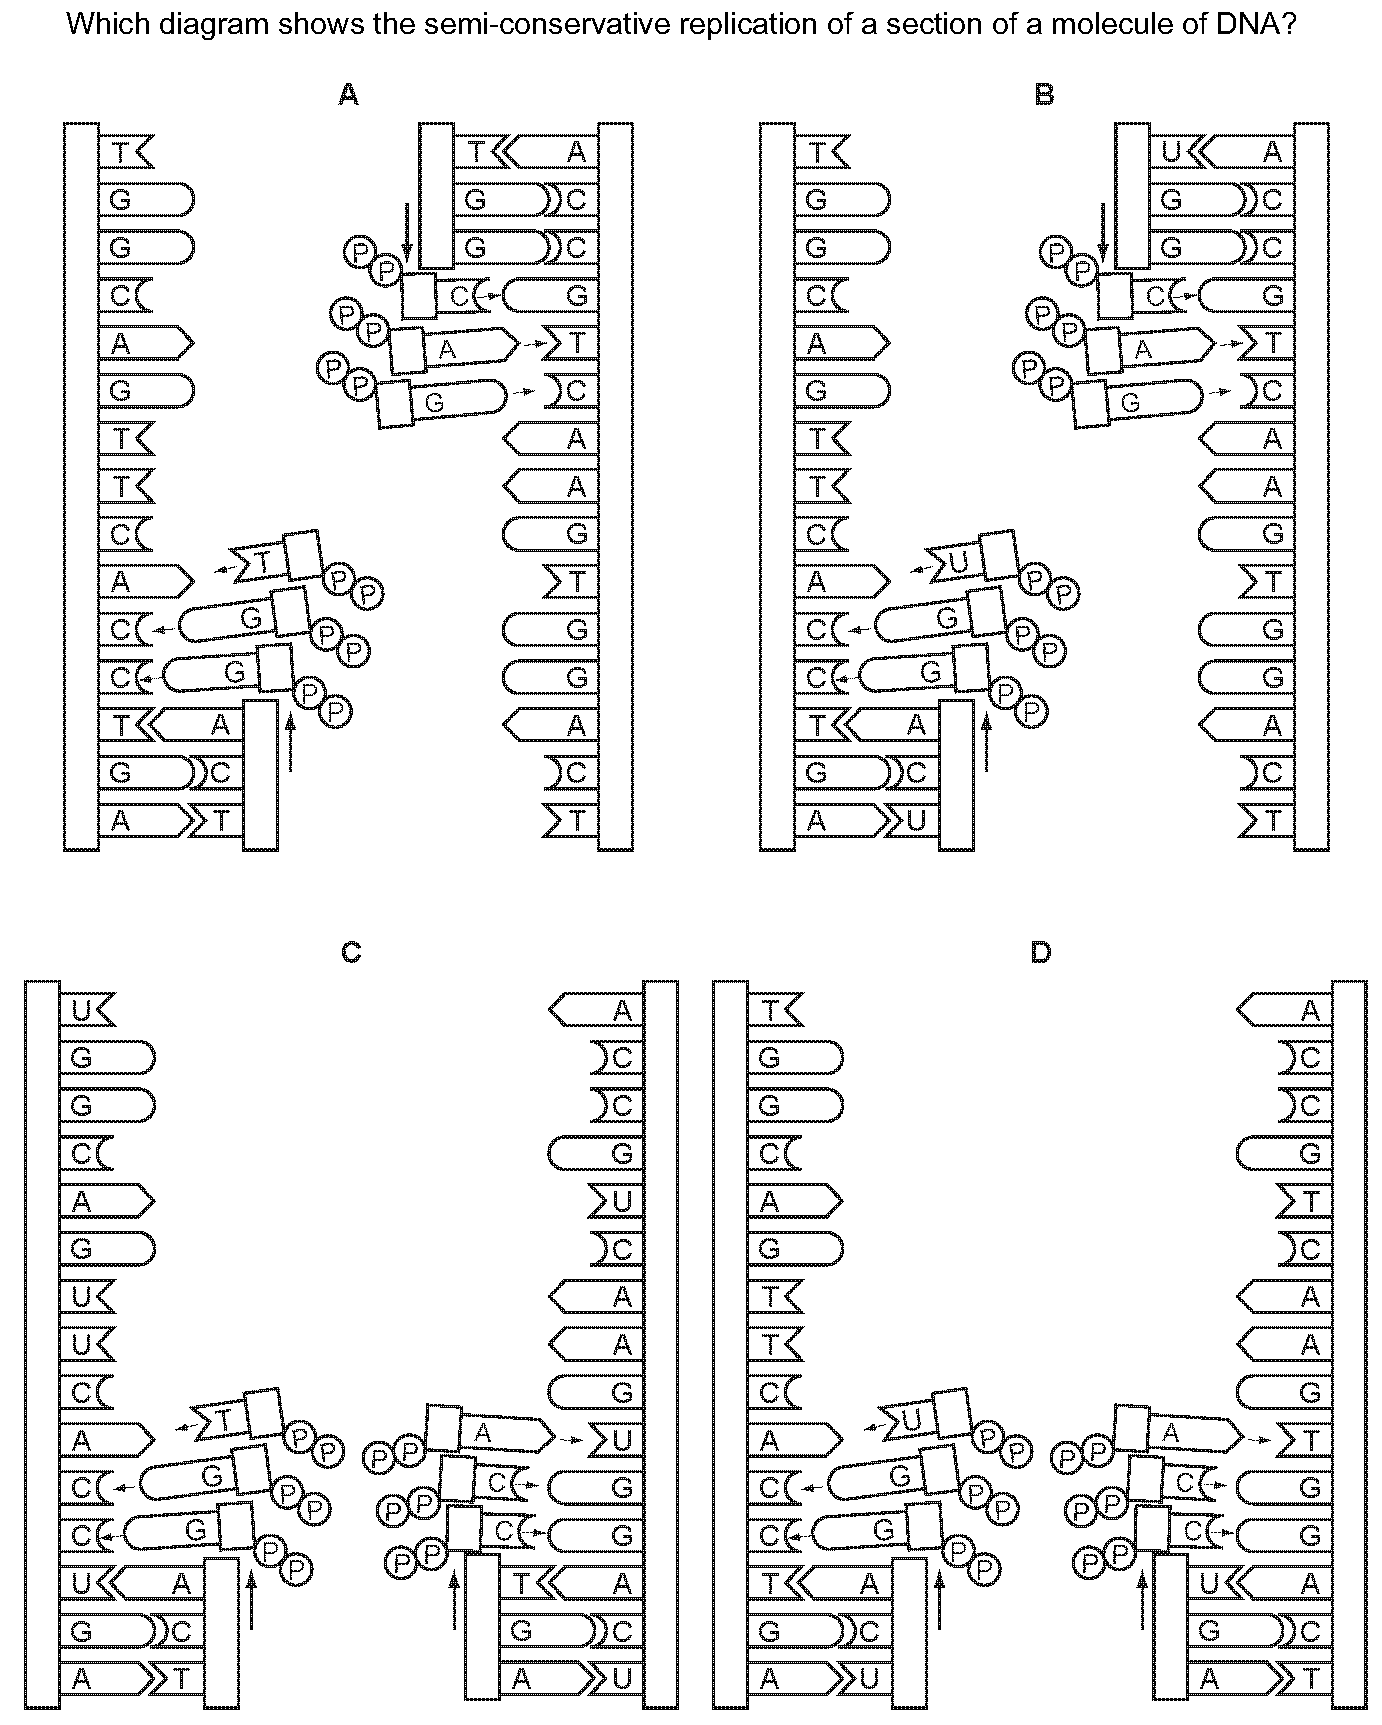 Which diagram shows the semi-conservative replication of a section of a molecule of DNA?
A B
T T A T U A
G G C G G C
G P G C G P G C
P P
C C G C C G
P P
P A P A
A T A T
P P
G P G C G P G C
T A T A
T A T A
C G C G
T U
A P P T A P P T
G G
C P G C P G
P P
C G G C G G
P P
P P
T A A T A A
G C C G C C
A T T A U T
C D
U A T A
G C G C
G C G C
C G C G
A U A T
G C G C
U A T A
U A T A
C G C G
T A U A
A P P P P U A P P P P T
G C G C
C P P P P G C P P P P G
C G C G
G C G C
P P P P P P P P
U A T A T A U A
G C G C G C G C
A T A U A U A T